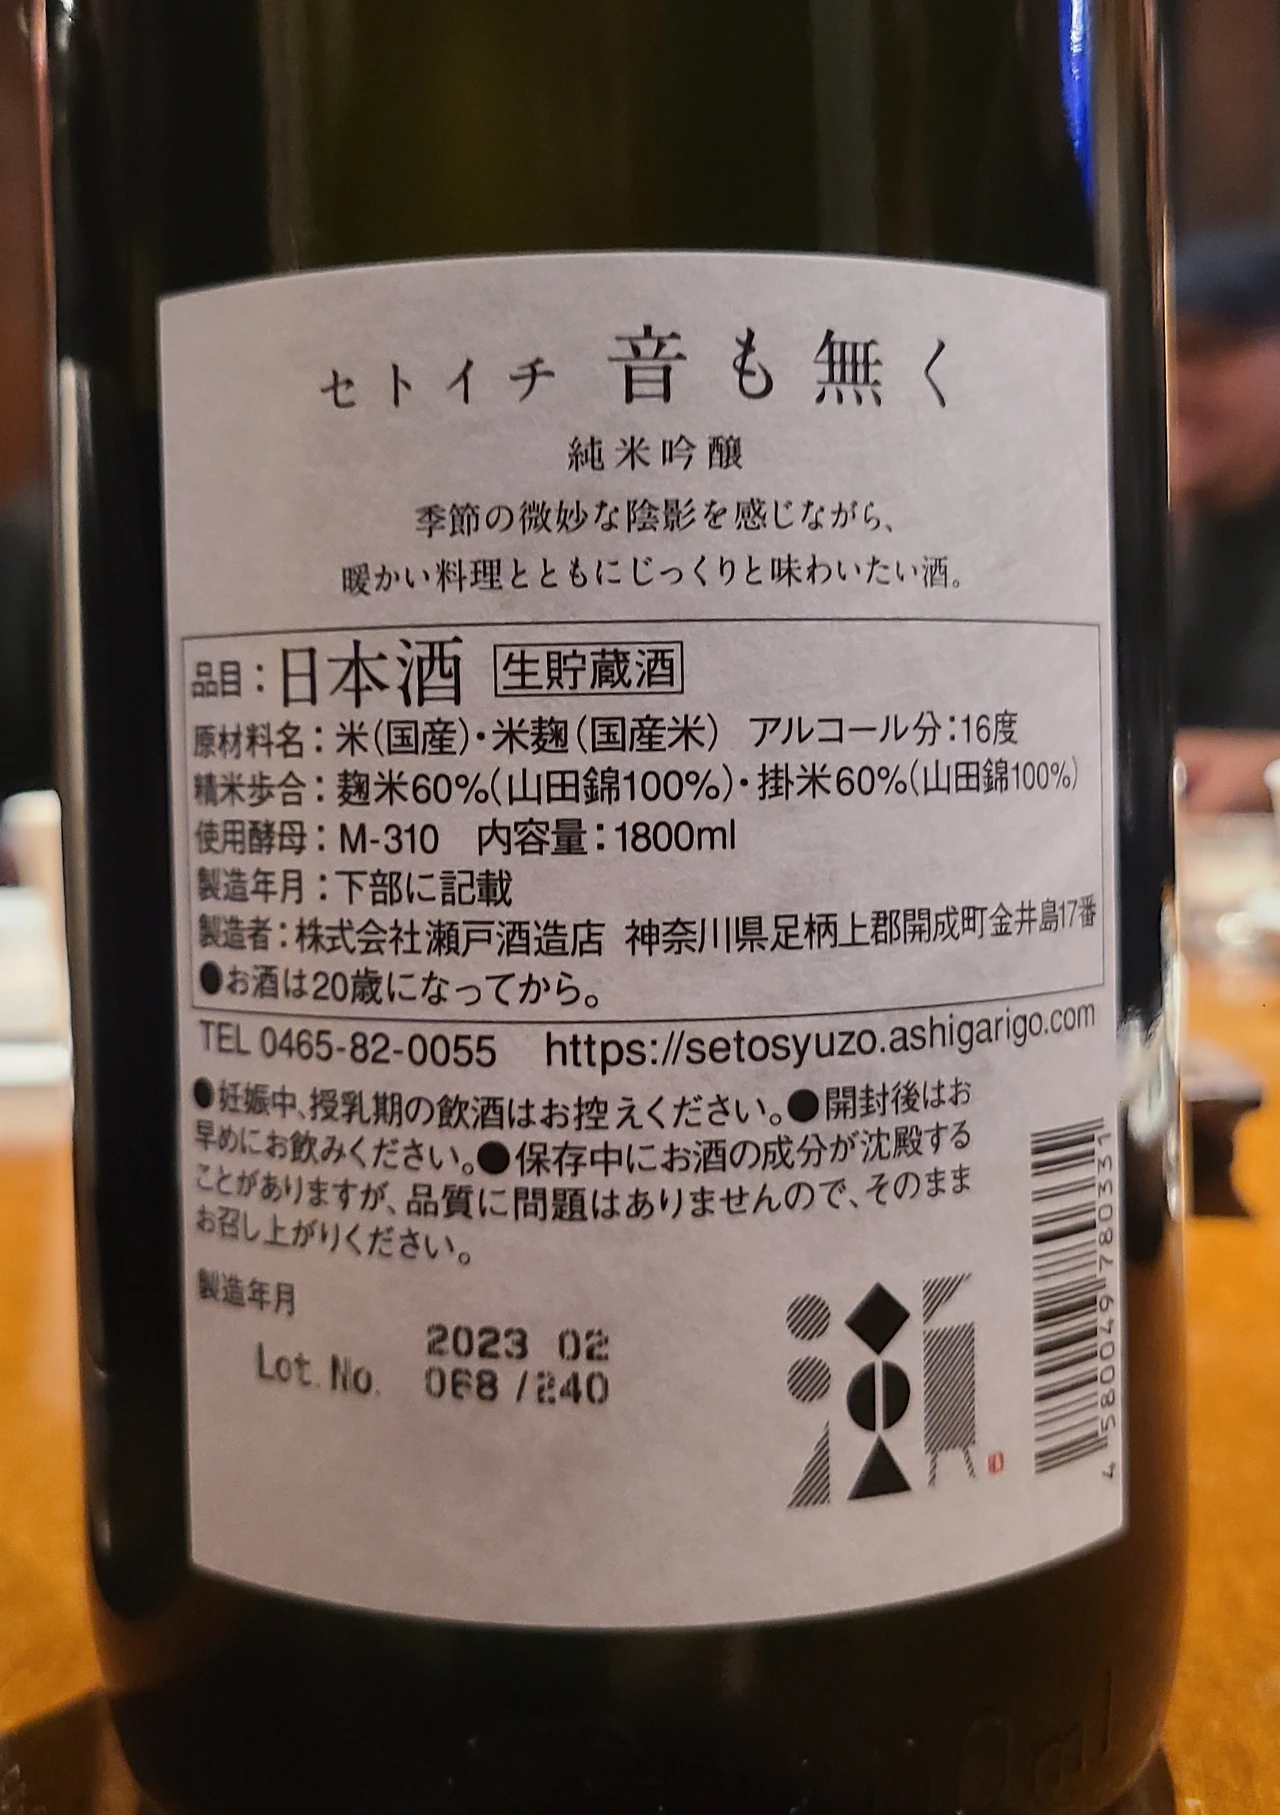 セトイチ 音も無く
純米吟醸
季節の微妙な陰影を感じながら、
暖かい料理とともにじっくりと味わいたい酒。
品目：日本酒 生貯蔵酒
原材料名：米(国産)・米麹(国産米) アルコール分：16度
精米歩合：麹米60%(山田錦100%)・掛米60%(山田錦100%)
使用酵母：M-310 内容量：1800ml
製造年月：下部に記載
製造者：株式会社瀬戸酒造店 神奈川県足柄上郡開成町金井島17番
●お酒は20歳になってから。
TEL 0465-82-0055 https://setosyuzo.ashigarigo.com
●妊娠中、授乳期の飲酒はお控えください。●開封後はお
早めにお飲みください。●保存中にお酒の成分が沈殿する
ことがありますが、品質に問題はありませんので、そのまま
お召し上がりください。
製造年月
2023 02
Lot. No. 068 /240
4 580049 780331